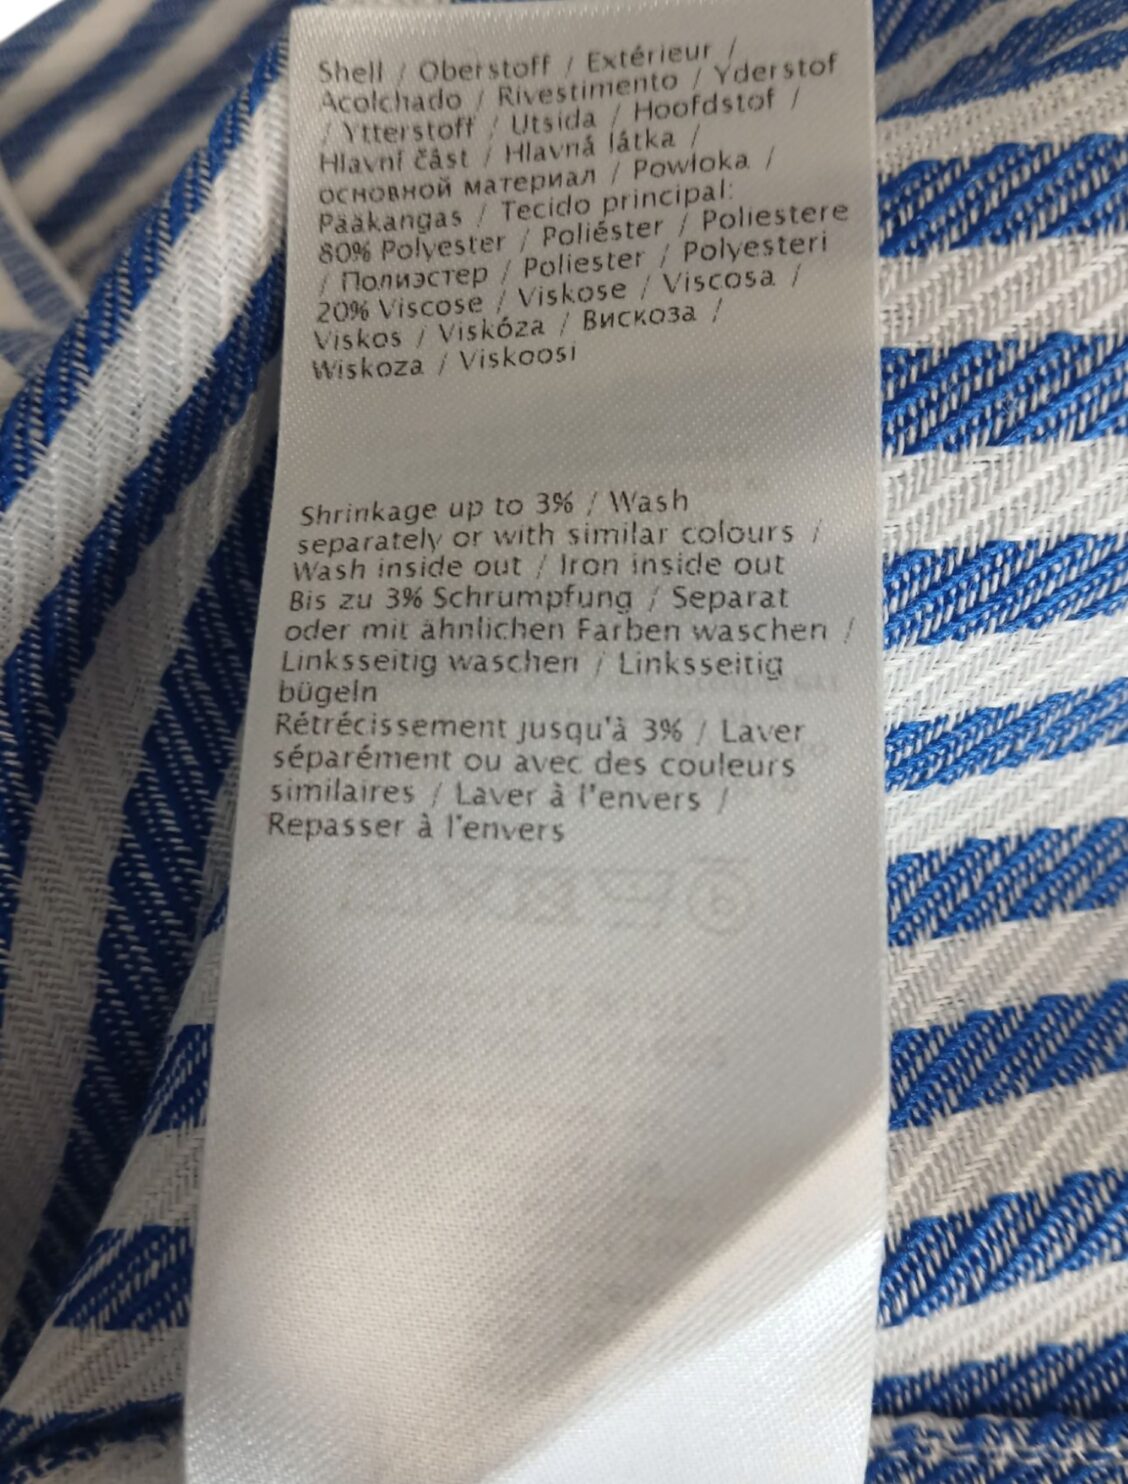 Shell / Oberstoff / Extérieur /
Acolchado / Rivestimento / Yderstof
/ Ytterstoff / Utsida / Hoofdstof /
Hlavní část / Hlavná látka /
основной материал / Powłoka /
Pääkangas / Tecido principal:
80% Polyester / Poliéster / Poliestere
/ Полиэстер / Poliester / Polyesteri
20% Viscose / Viskose / Viscosa /
Viskos / Viskóza / Вискоза /
Wiskoza / Viskoosi
Shrinkage up to 3% / Wash
separately or with similar colours /
Wash inside out / Iron inside out
Bis zu 3% Schrumpfung / Separat
oder mit ähnlichen Farben waschen /
Linksseitig waschen / Linksseitig
bügeln
Rétrécissement jusqu'à 3% / Laver
séparément ou avec des couleurs
similaires / Laver à l'envers /
Repasser à l'envers